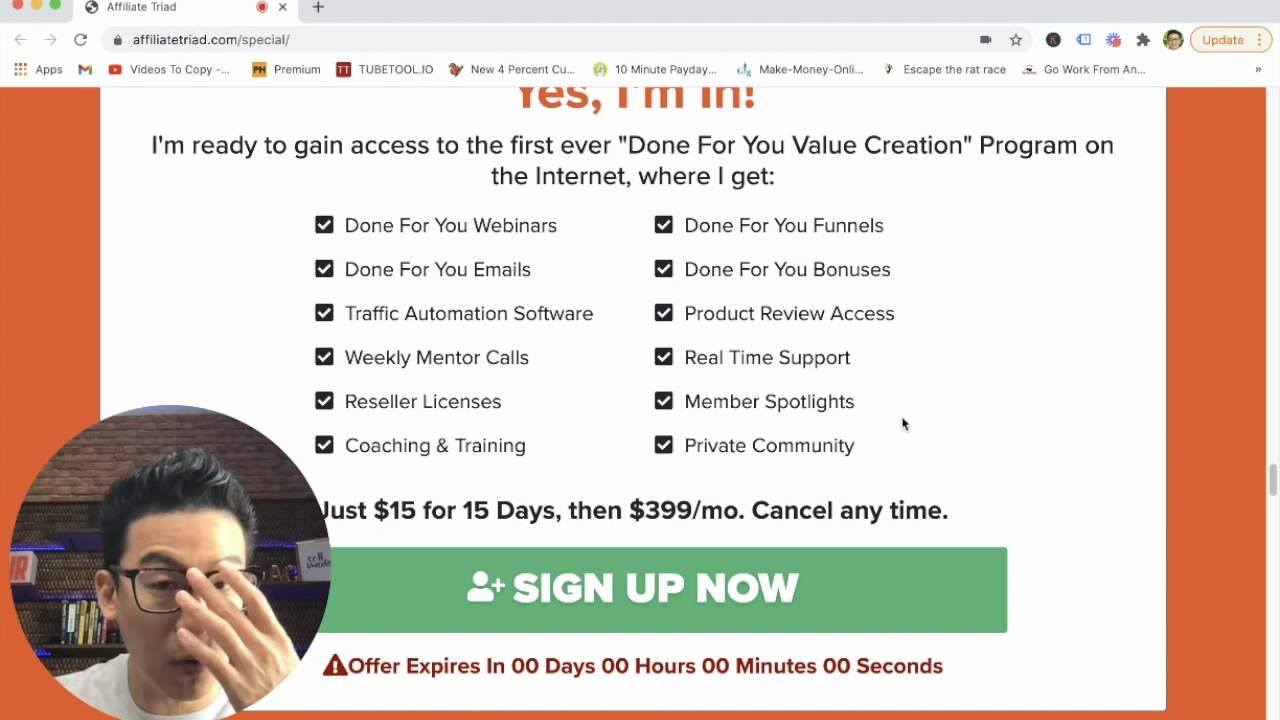 Affiliate Triad
affiliatetriad.com/special/
Update
Apps
Videos To Copy -...
PH Premium
TT TUBETOOL.IO
New 4 Percent Cu...
10 Minute Payday...
Make-Money-Onli...
Escape the rat race
Go Work From An...
»
Yes, I'm in!
I'm ready to gain access to the first ever "Done For You Value Creation" Program on
the Internet, where I get:
Done For You Webinars
Done For You Funnels
Done For You Emails
Done For You Bonuses
Traffic Automation Software
Product Review Access
Weekly Mentor Calls
Real Time Support
Reseller Licenses
Member Spotlights
Coaching & Training
Private Community
Just $15 for 15 Days, then $399/mo. Cancel any time.
SIGN UP NOW
Offer Expires In 00 Days 00 Hours 00 Minutes 00 Seconds